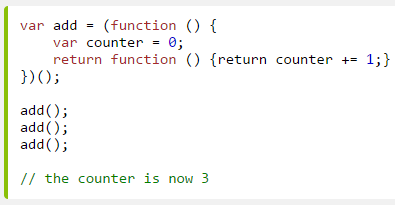 var add = (function () {
    var counter = 0;
    return function () {return counter += 1;}
})();

add();
add();
add();

// the counter is now 3